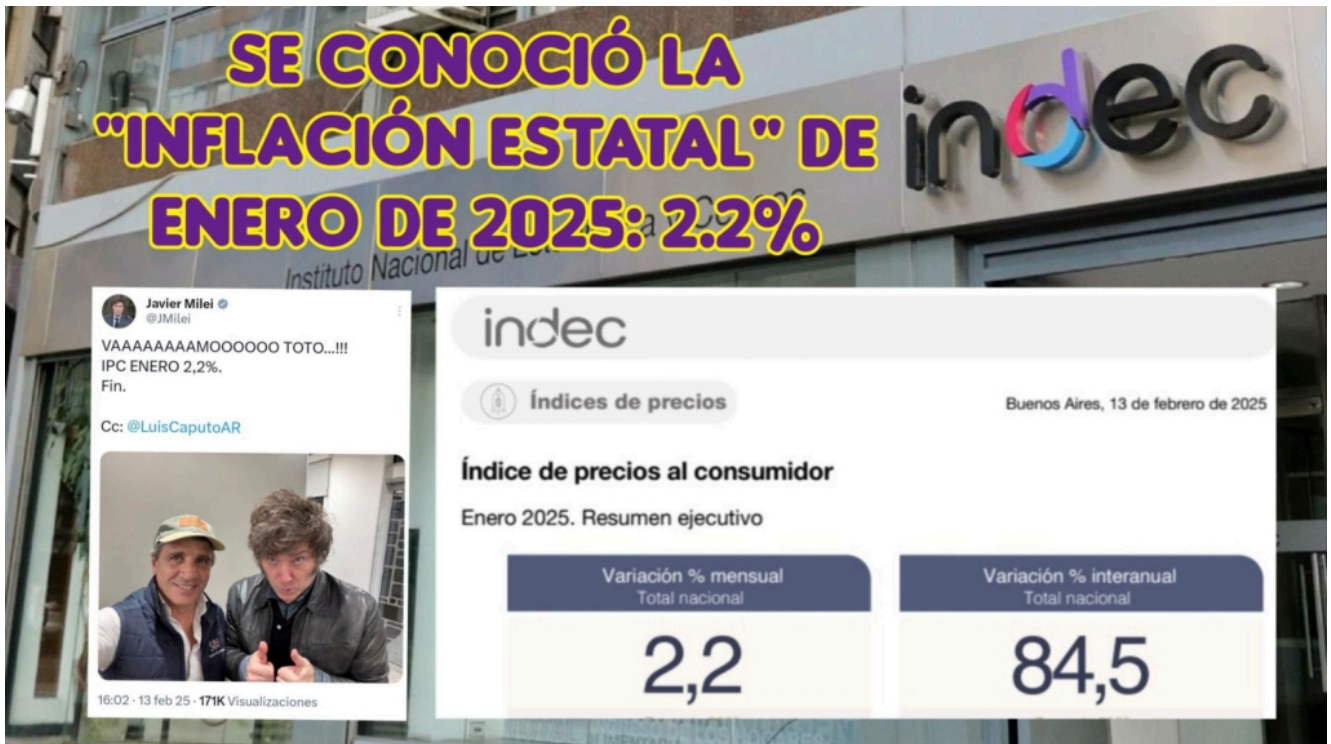 SE CONOCIÓ LA
"INFLACIÓN ESTATAL" DE
ENERO DE 2025: 2.2%
indec
Instituto Nacional de
Javier Milei
@JMilei
VAAAAAAAAMOOOOOO TOTO...!!!
IPC ENERO 2,2%.
Fin.
Cc: @LuisCaputoAR
16:02 · 13 feb 25 · 171K Visualizaciones
indec
Índices de precios
Buenos Aires, 13 de febrero de 2025
Índice de precios al consumidor
Enero 2025. Resumen ejecutivo
Variación % mensual
Total nacional
2,2
Variación % interanual
Total nacional
84,5